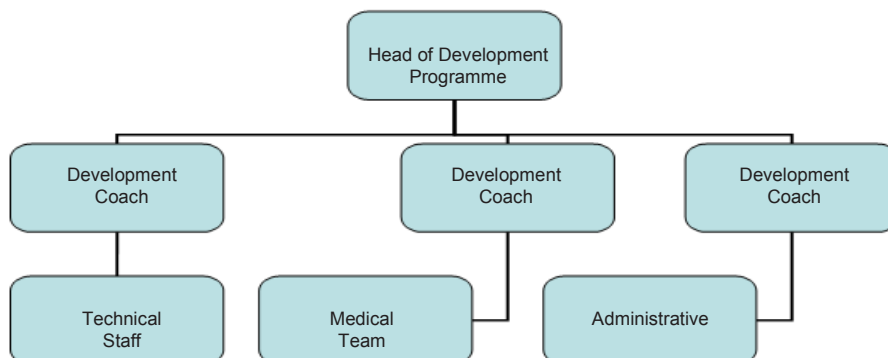 Head of Development
Programme
Development
Coach
Development
Coach
Development
Coach
Technical
Staff
Medical
Team
Administrative